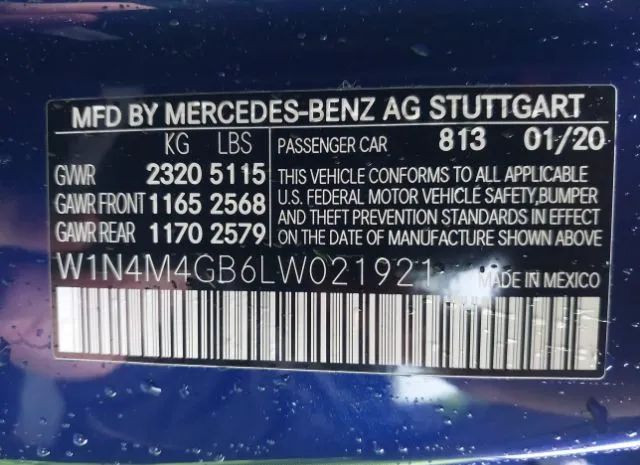 MFD BY MERCEDES-BENZ AG STUTTGART
KG LBS
GVWR 2320 5115
GAWR FRONT 1165 2568
GAWR REAR 1170 2579
PASSENGER CAR 813 01/20
THIS VEHICLE CONFORMS TO ALL APPLICABLE
U.S. FEDERAL MOTOR VEHICLE SAFETY,BUMPER
AND THEFT PREVENTION STANDARDS IN EFFECT
ON THE DATE OF MANUFACTURE SHOWN ABOVE.
W1N4M4GB6LW021921 MADE IN MEXICO